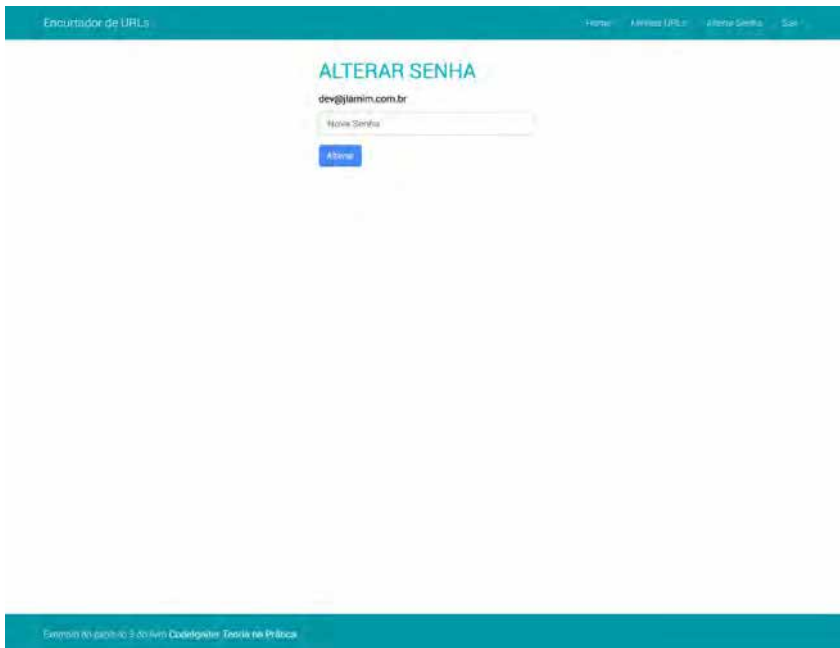 Encurtador de URLs
Home Minhas URLs Alterar Senha Sair
ALTERAR SENHA
dev@jlamim.com.br
Nova Senha
Alterar
Exemplo do capítulo 3 do livro CodeIgniter Teoria na Prática